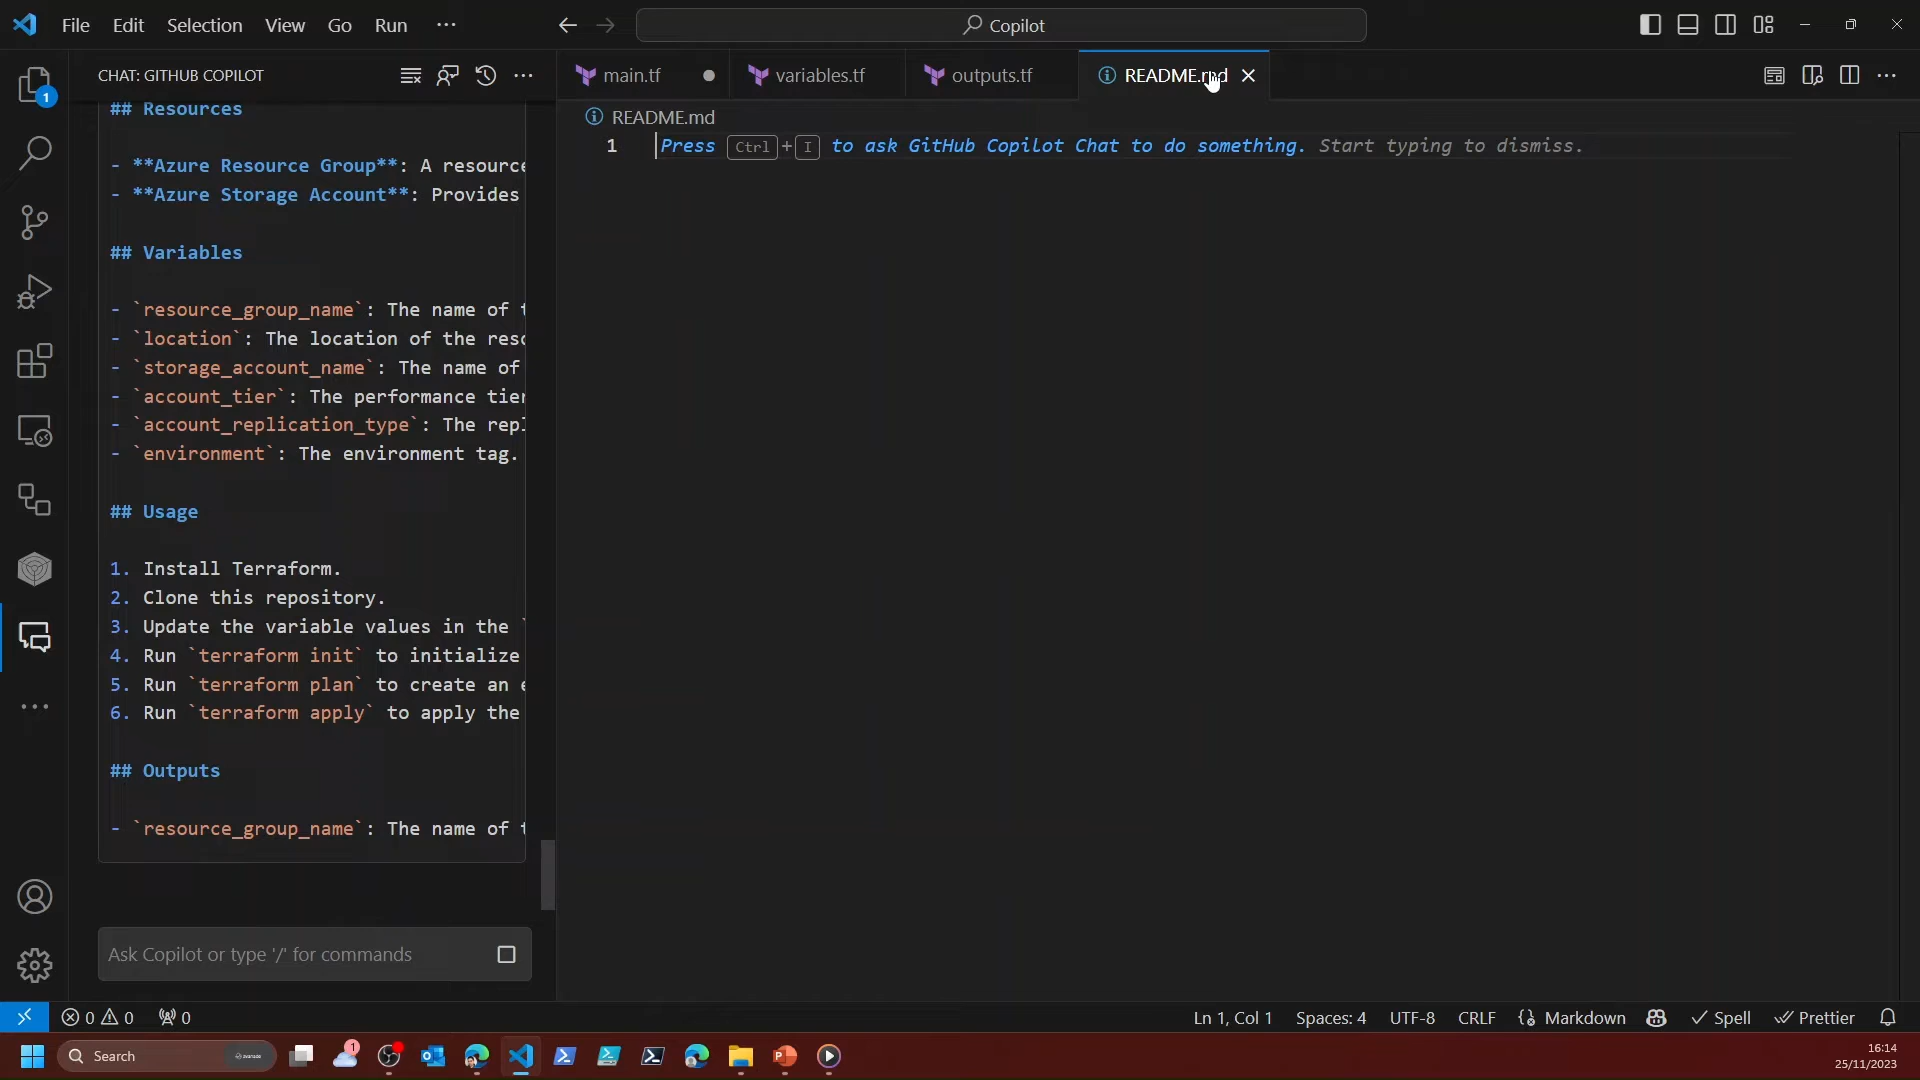 File Edit Selection View Go Run ···
Copilot
CHAT: GITHUB COPILOT
main.tf
variables.tf
outputs.tf
README.md
1
## Resources
- **Azure Resource Group**: A resource
- **Azure Storage Account**: Provides
## Variables
- `resource_group_name`: The name of t
- `location`: The location of the reso
- `storage_account_name`: The name of
- `account_tier`: The performance tier
- `account_replication_type`: The repl
- `environment`: The environment tag.
## Usage
1. Install Terraform.
2. Clone this repository.
3. Update the variable values in the `
4. Run `terraform init` to initialize
5. Run `terraform plan` to create an e
6. Run `terraform apply` to apply the
## Outputs
- `resource_group_name`: The name of t
Ask Copilot or type '/' for commands
README.md
1 Press Ctrl+I to ask GitHub Copilot Chat to do something. Start typing to dismiss.
0 0 0
Ln 1, Col 1 Spaces: 4 UTF-8 CRLF {} Markdown Spell Prettier
Search
1
16:14
25/11/2023